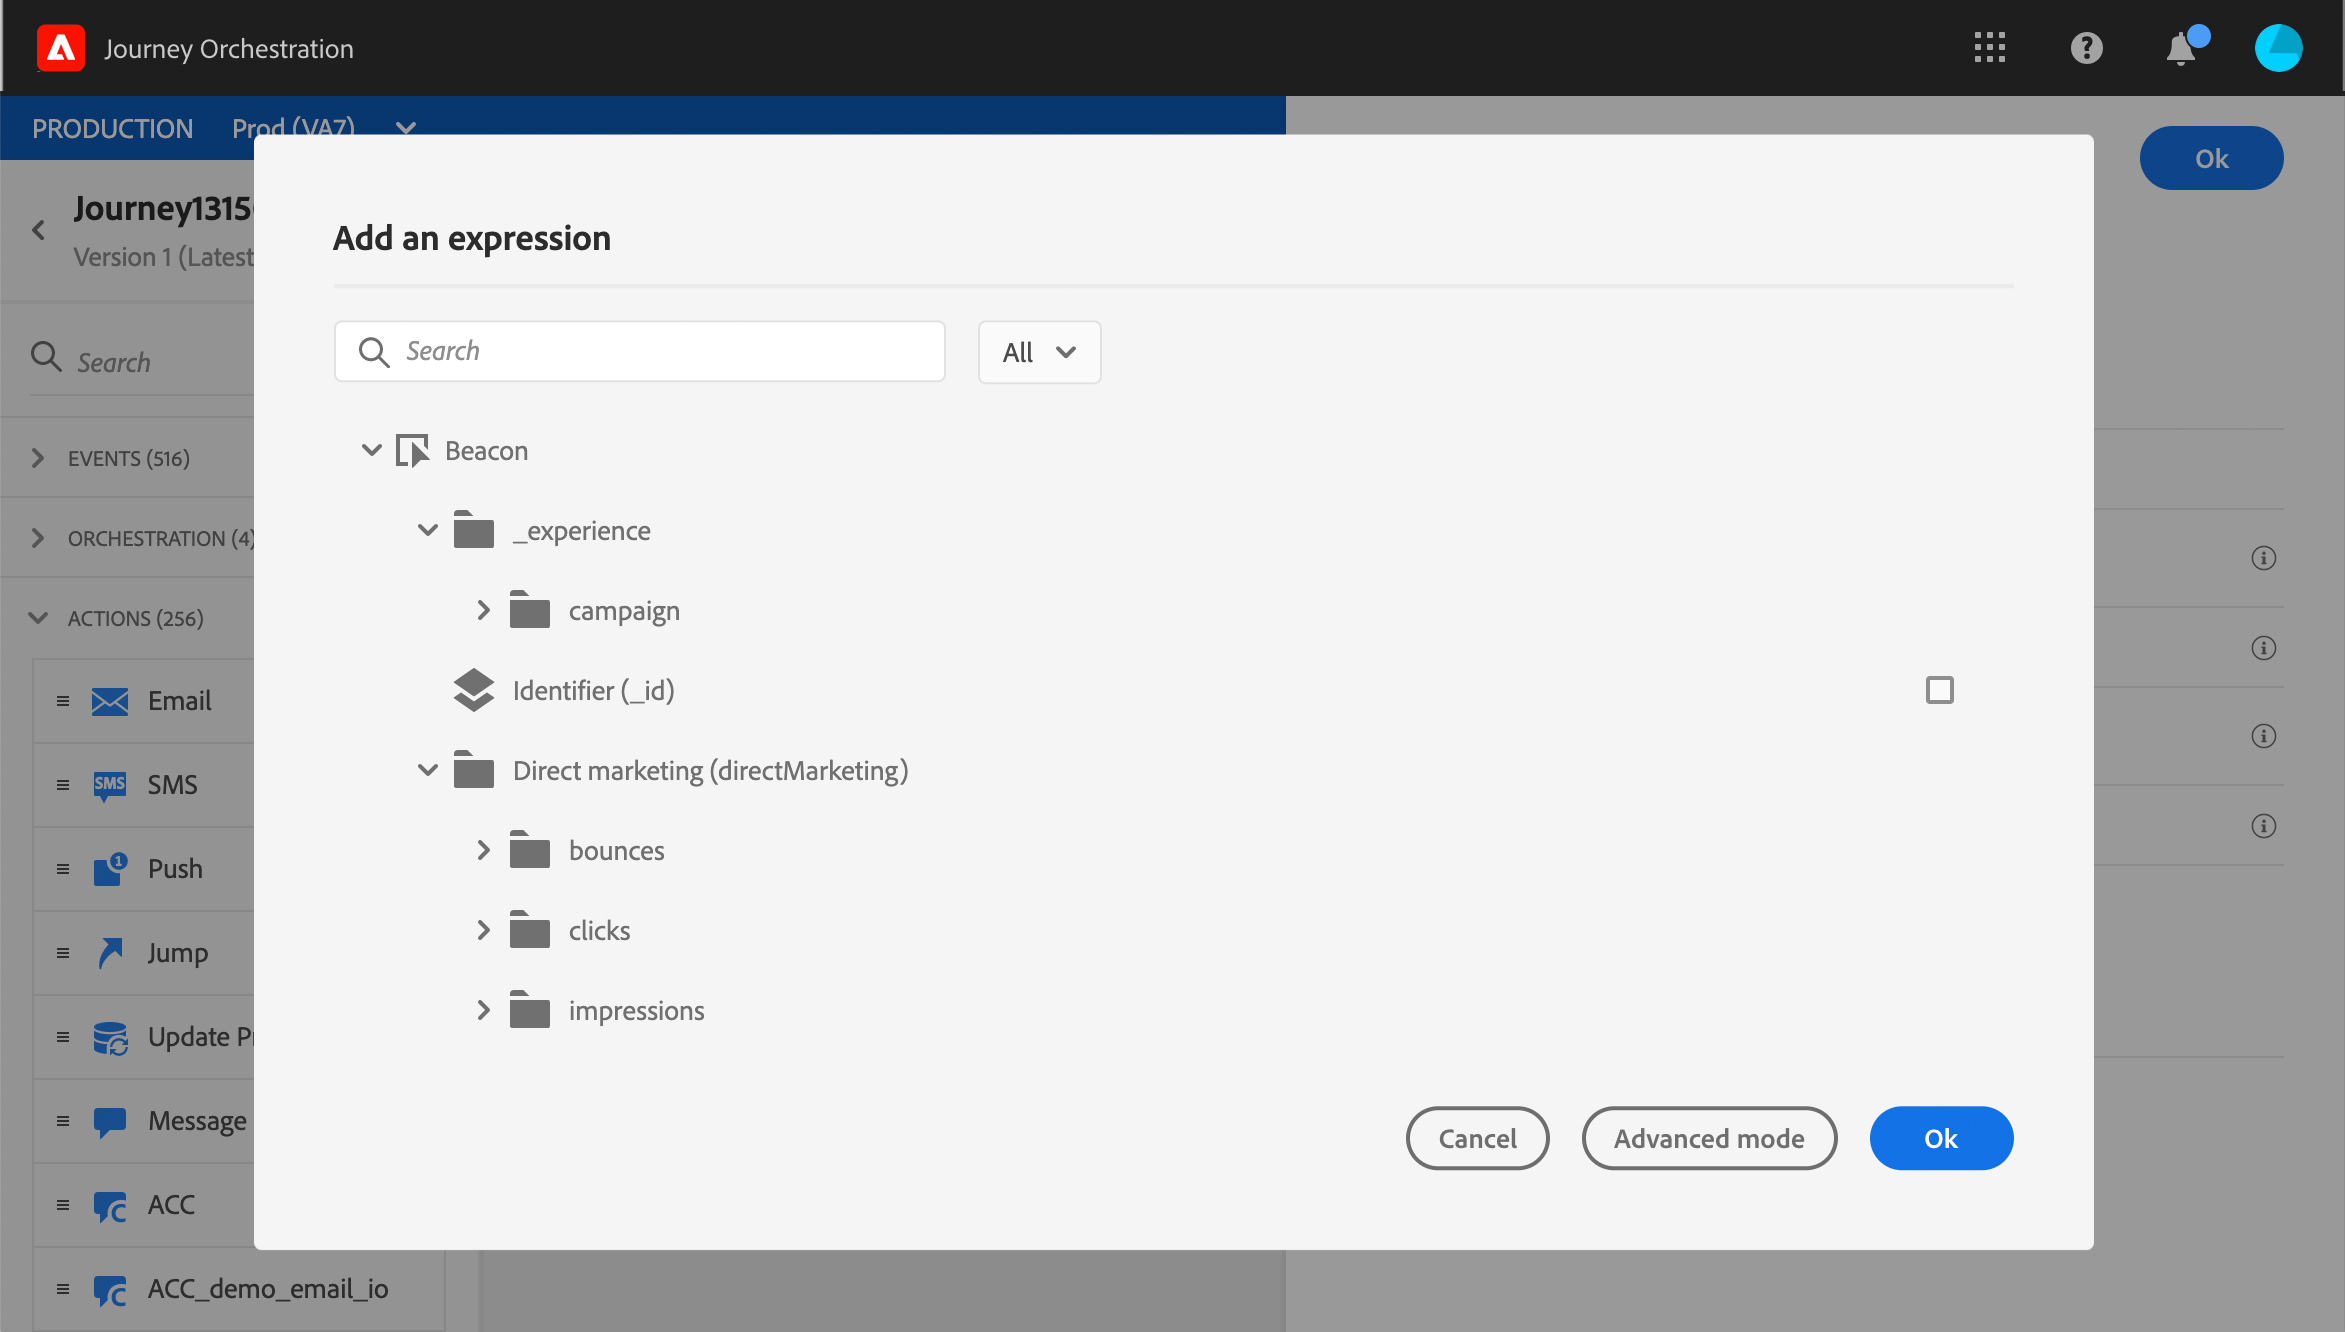 Journey Orchestration
PRODUCTION Prod (VA7)
Ok
Version 1 (Latest
Add an expression
Search
All
Search
Beacon
EVENTS (516)
_experience
ORCHESTRATION (4)
campaign
ACTIONS (256)
Identifier (_id)
Email
Direct marketing (directMarketing)
SMS
SMS
bounces
1
Push
clicks
Jump
impressions
Update
Message
Cancel
Advanced mode
Ok
ACC
ACC_demo_email_io